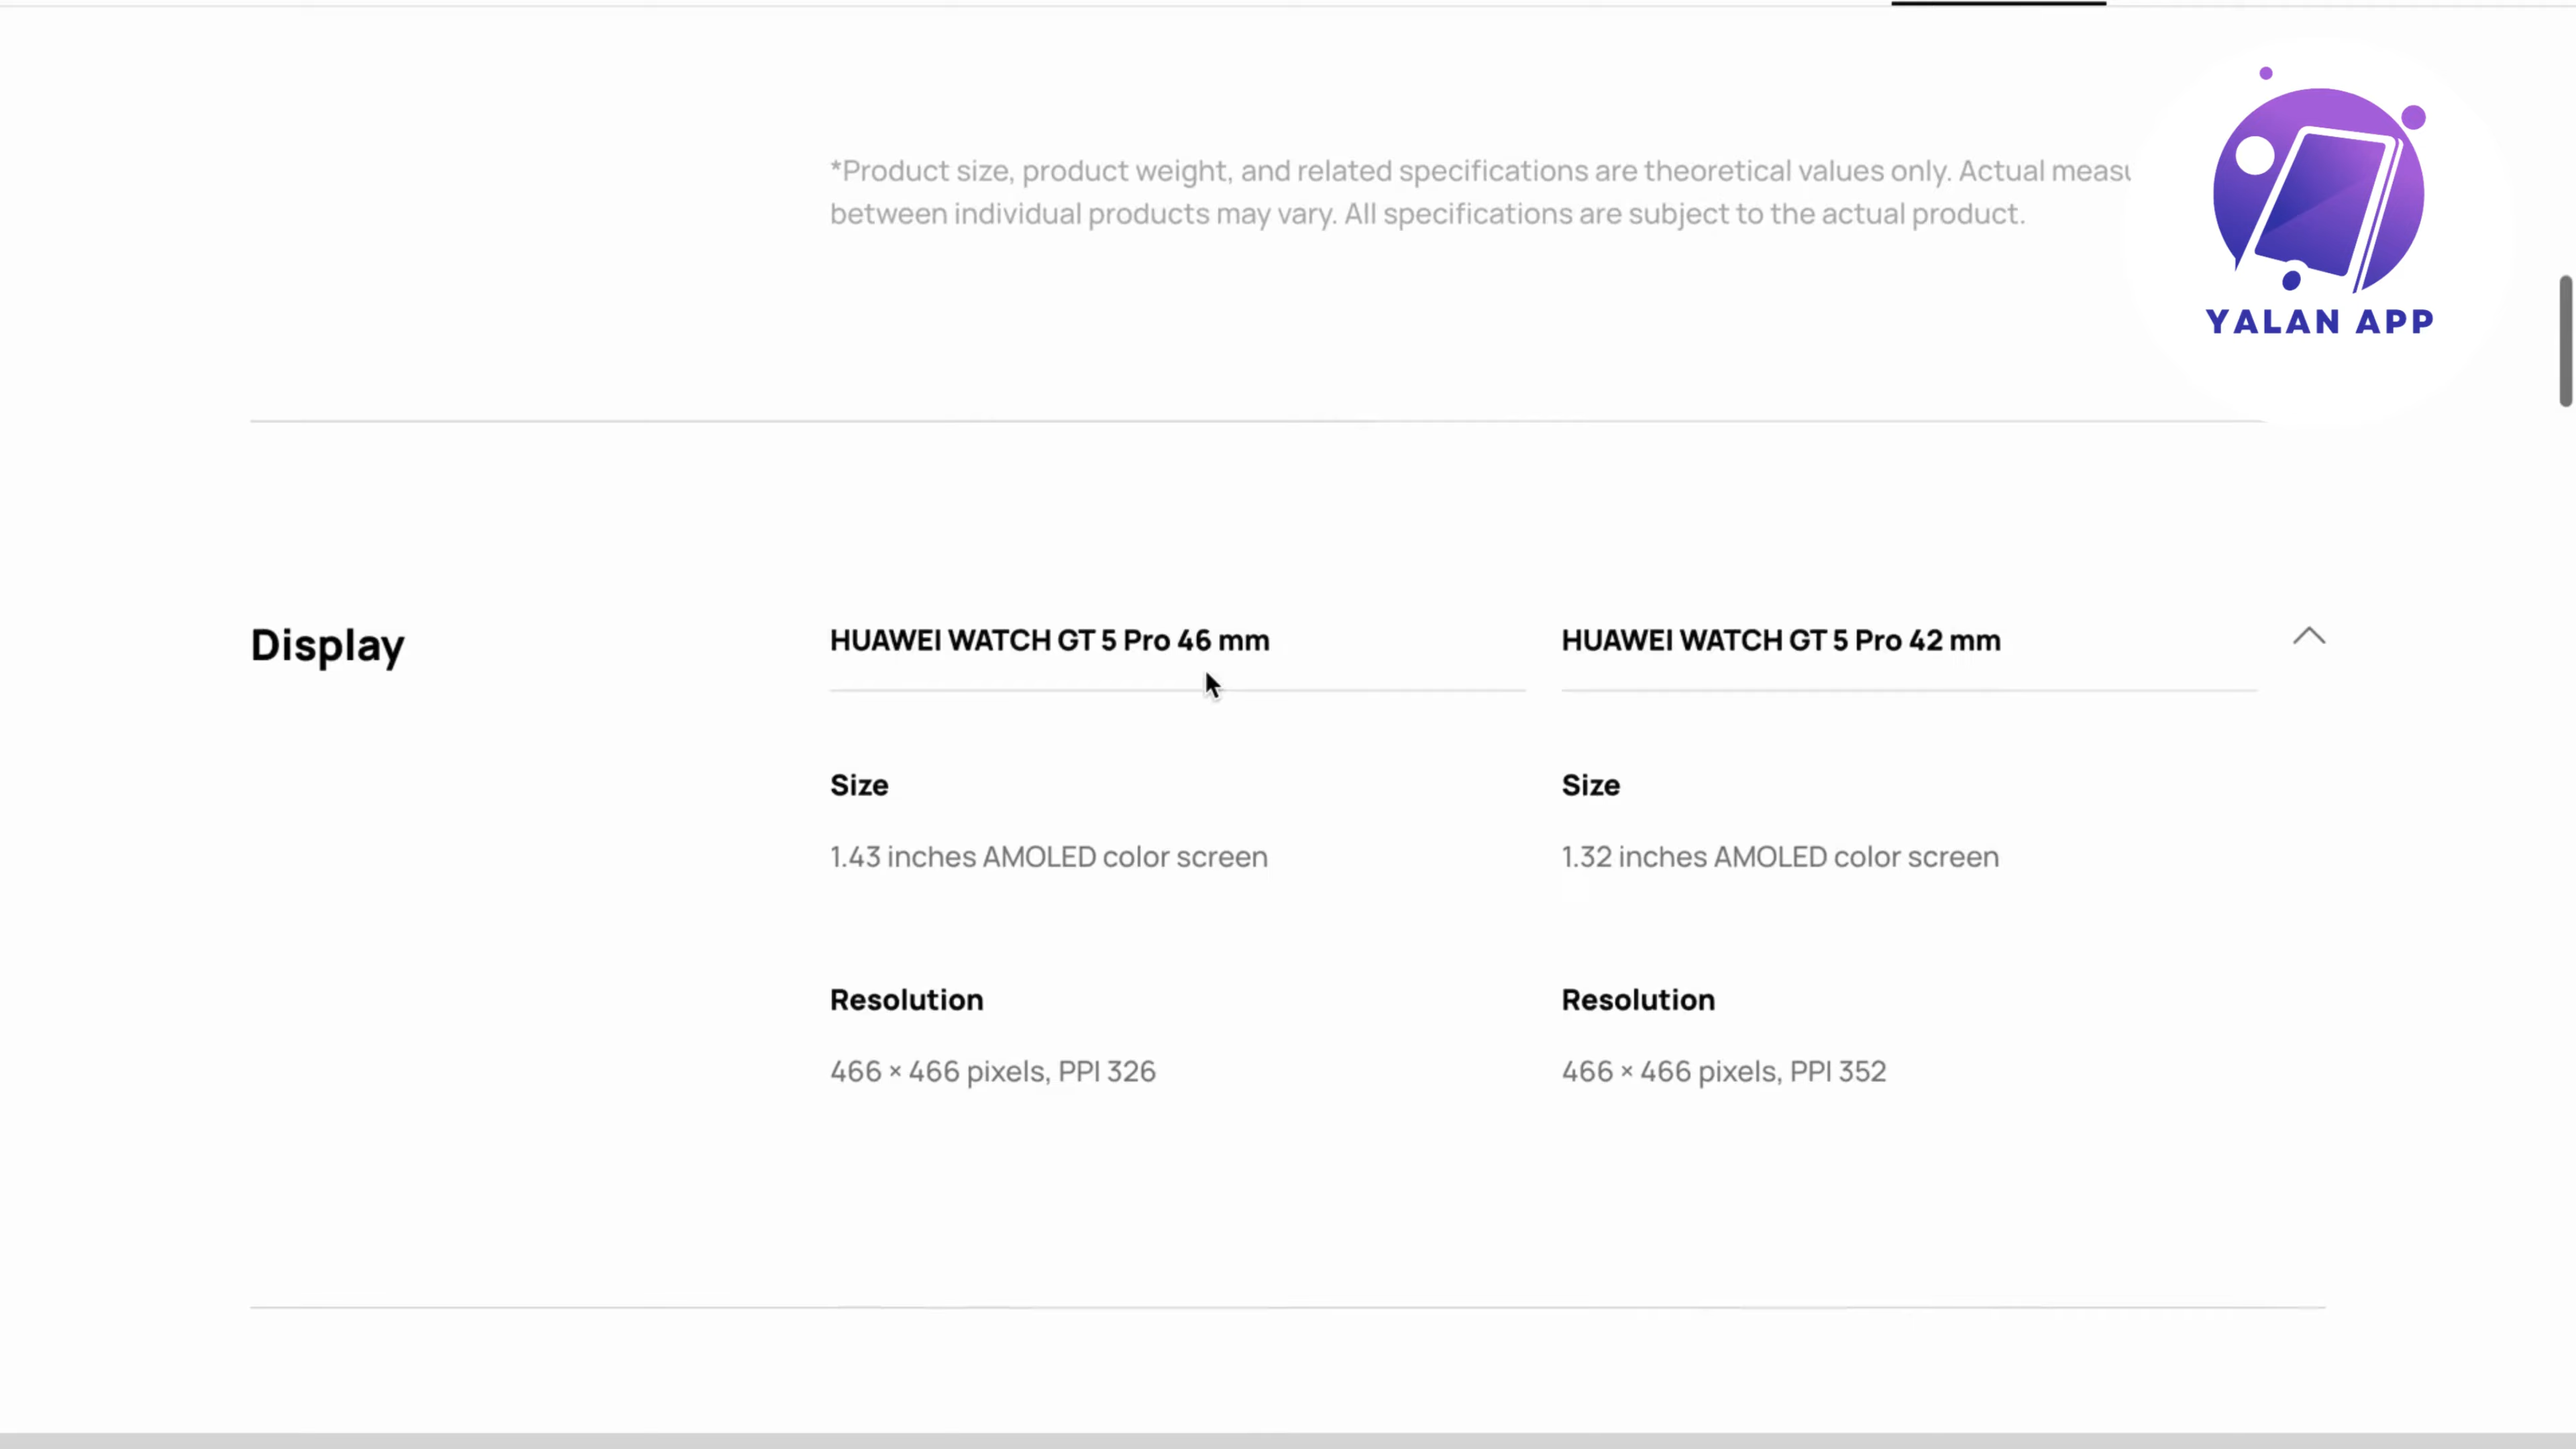 *Product size, product weight, and related specifications are theoretical values only. Actual
between individual products may vary. All specifications are subject to the actual product.
YALAN APP
Display
HUAWEI WATCH GT 5 Pro 46 mm
HUAWEI WATCH GT 5 Pro 42 mm
Size
Size
1.43 inches AMOLED color screen
1.32 inches AMOLED color screen
Resolution
Resolution
466 × 466 pixels, PPI 326
466 × 466 pixels, PPI 352